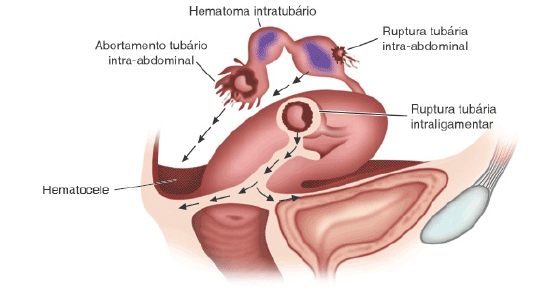 Hematoma intratubário
Abortamento tubário
intra-abdominal
Ruptura tubária
intra-abdominal
Ruptura tubária
intraligamentar
Hematocele